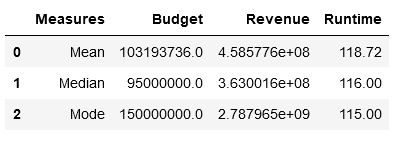 Measures Budget Revenue Runtime
0 Mean 103193736.0 4.585776e+08 118.72
1 Median 95000000.0 3.630016e+08 116.00
2 Mode 150000000.0 2.787965e+09 115.00